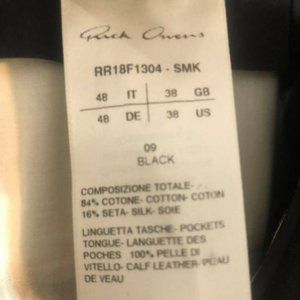 Rick Owens
RR18F1304 - SMK
48 IT 38 GB
48 DE 38 US
09
BLACK
COMPOSIZIONE TOTALE-
84% COTONE- COTTON- COTON
16% SETA- SILK- SOIE
LINGUETTA TASCHE- POCKETS
TONGUE- LANGUETTE DES
POCHES 100% PELLE DI
VITELLO- CALF LEATHER- PEAU
DE VEAU